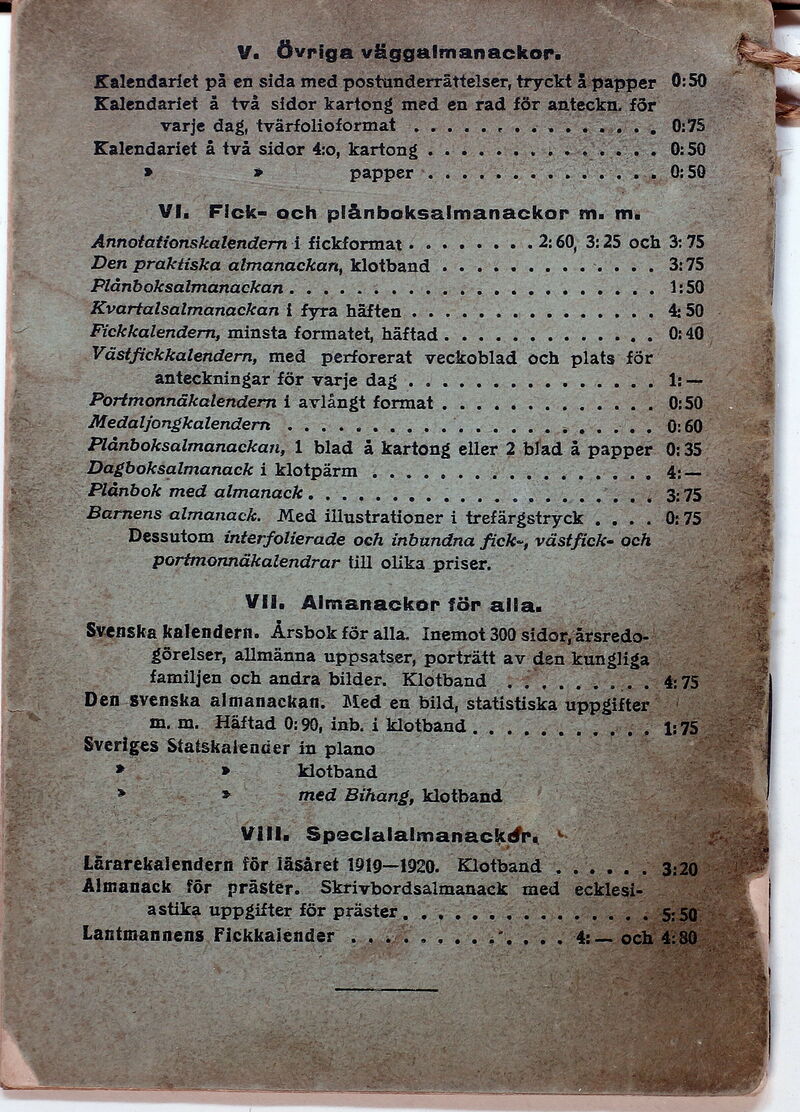 V. Övriga väggalmanackor.
Kalendariet på en sida med postunderrättelser, tryckt å papper 0:50
Kalendariet å två sidor kartong med en rad för anteckn. för
varje dag, tvärfolioformat . . . . . . . . . . . . . . . 0:75
Kalendariet å två sidor 4:o, kartong . . . . . . . . . . . . . . 0:50
» » papper . . . . . . . . . . . . . . 0:50
VI. Fick- och plånboksalmanackor m. m.
Annotationskalendern i fickformat . . . . . . . . 2:60, 3:25 och 3:75
Den praktiska almanackan, klotband . . . . . . . . . . . . . 3:75
Plånboksalmanackan . . . . . . . . . . . . . . . . . . . . . . 1:50
Kvartalsalmanackan i fyra häften . . . . . . . . . . . . . . . 4:50
Fickkalendern, minsta formatet, häftad . . . . . . . . . . . . . 0:40
Västfickkalendern, med perforerat veckoblad och plats för
anteckningar för varje dag . . . . . . . . . . . . . . . 1:—
Portmonnäkalendern i avlångt format . . . . . . . . . . . . . 0:50
Medaljongkalendern . . . . . . . . . . . . . . . . . . . . . . 0:60
Plånboksalmanackan, 1 blad å kartong eller 2 blad å papper 0:35
Dagboksalmanack i klotpärm . . . . . . . . . . . . . . . . . 4:—
Plånbok med almanack . . . . . . . . . . . . . . . . . . . . . 3:75
Barnens almanack. Med illustrationer i trefärgstryck . . . . 0:75
Dessutom interfolierade och inbundna fick-, västfick- och
portmonnäkalendrar till olika priser.
VII. Almanackor för alla.
Svenska kalendern. Årsbok för alla. Inemot 300 sidor, årsredo-
görelser, allmänna uppsatser, porträtt av den kungliga
familjen och andra bilder. Klotband . . . . . . . . . 4:75
Den svenska almanackan. Med en bild, statistiska uppgifter
m. m. Häftad 0:90, inb. i klotband . . . . . . . . . . . 1:75
Sveriges Statskalender in plano
» » klotband
» » med Bihang, klotband
VIII. Specialalmanackor.
Lärarekalendern för läsåret 1919—1920. Klotband . . . . . . 3:20
Almanack för präster. Skrivbordsalmanack med ecklesi-
astika uppgifter för präster . . . . . . . . . . . . . . . 5:50
Lantmannens Fickkalender . . . . . . . . . . . . . 4:— och 4:80